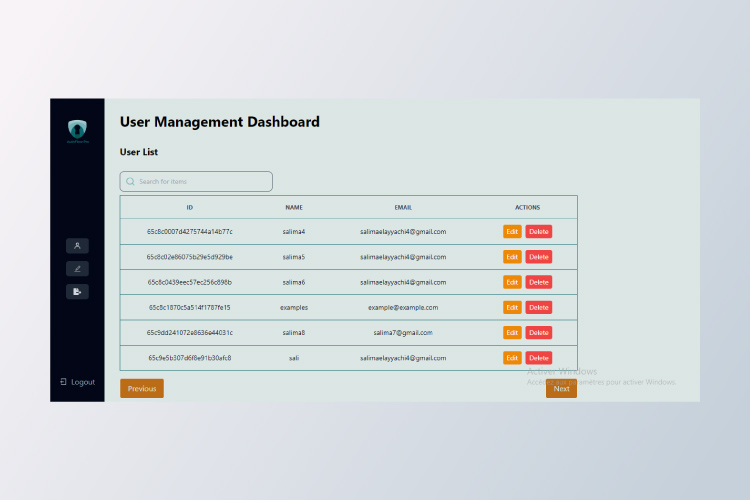 User Management Dashboard
User List
Search for items
ID NAME EMAIL ACTIONS
65c8c0007d4275744a14b77c salima4 salimaelayyachi4@gmail.com Edit Delete
65c8c02e86075b29e5d929be salima5 salimaelayyachi4@gmail.com Edit Delete
65c8c0439eec57ec256c898b salima6 salimaelayyachi4@gmail.com Edit Delete
65c8c1870c5a514f1787fe15 examples example@example.com Edit Delete
65c9dd241072e8636e44031c salima8 salima7@gmail.com Edit Delete
65c9e5b307d6f8e91b30afc8 sali salimaelayyachi4@gmail.com Edit Delete
Activer Windows
Accédez aux paramètres pour activer Windows.
Logout
Previous Next